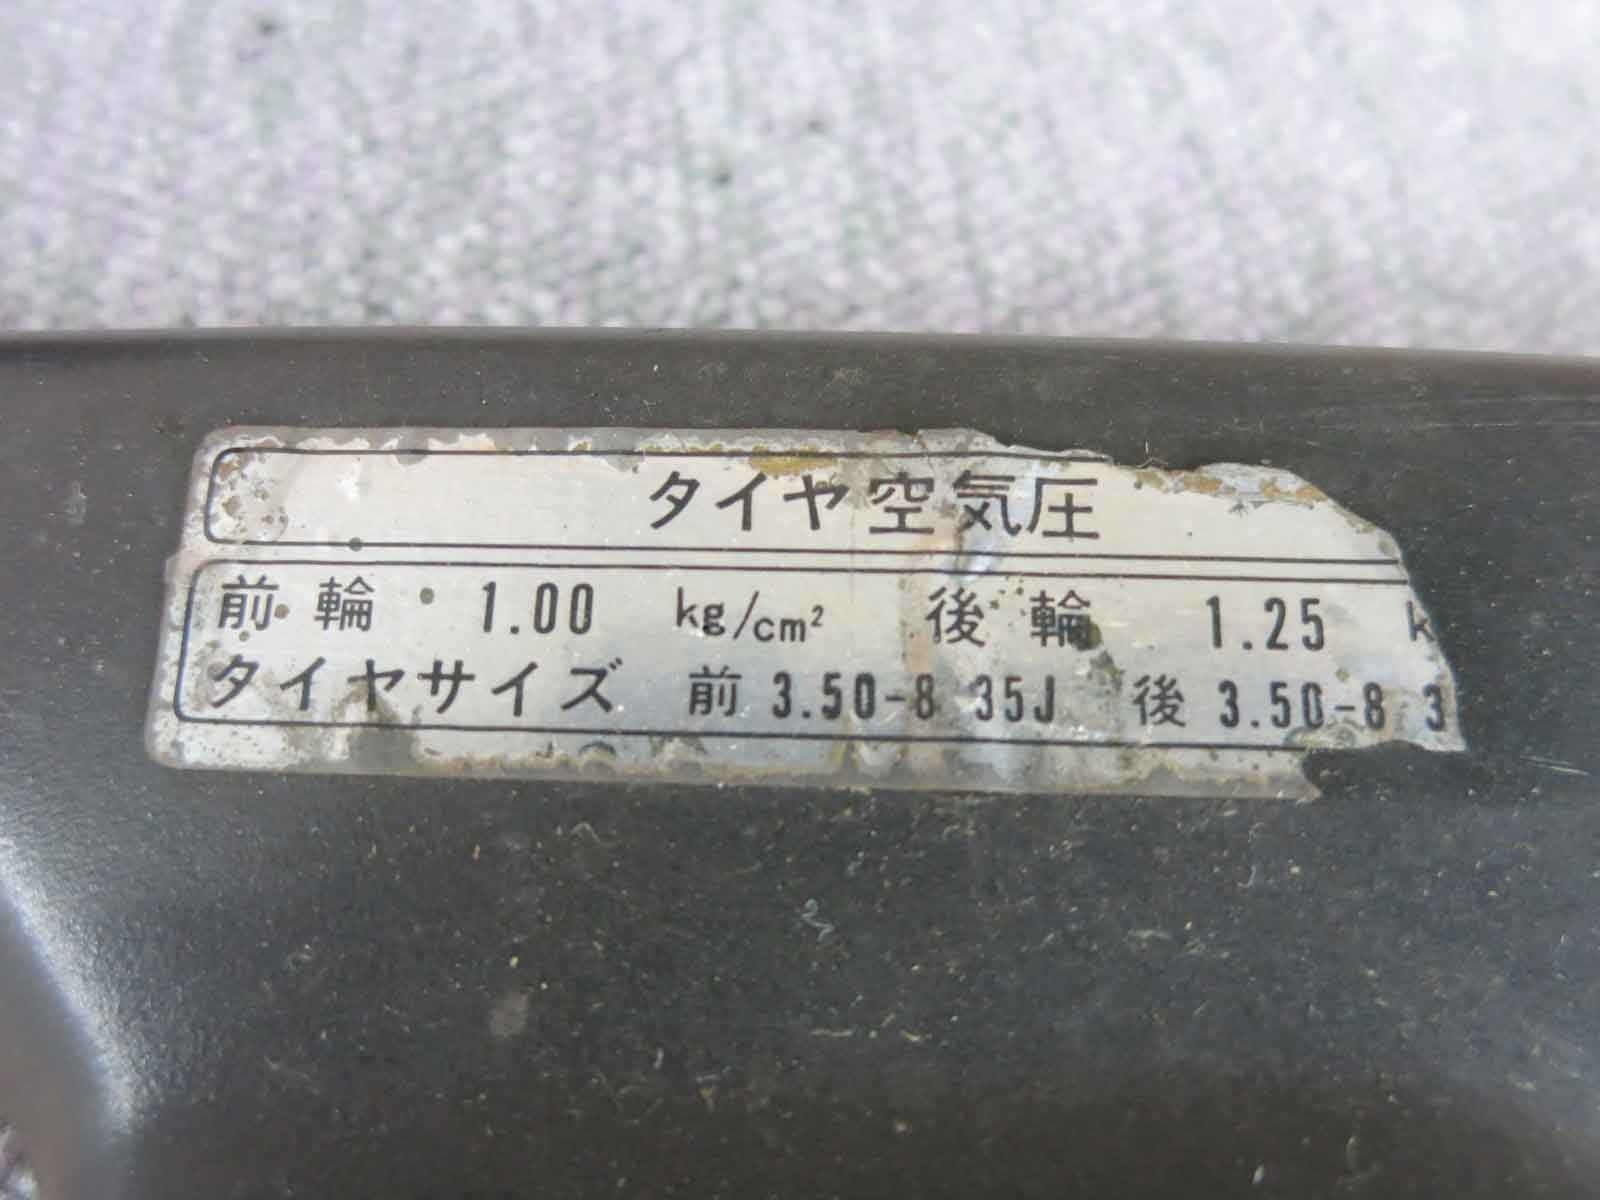 タイヤ空気圧
前輪 1.00 kg/cm² 後輪 1.25 k
タイヤサイズ 前 3.50-8 35J 後 3.50-8 3